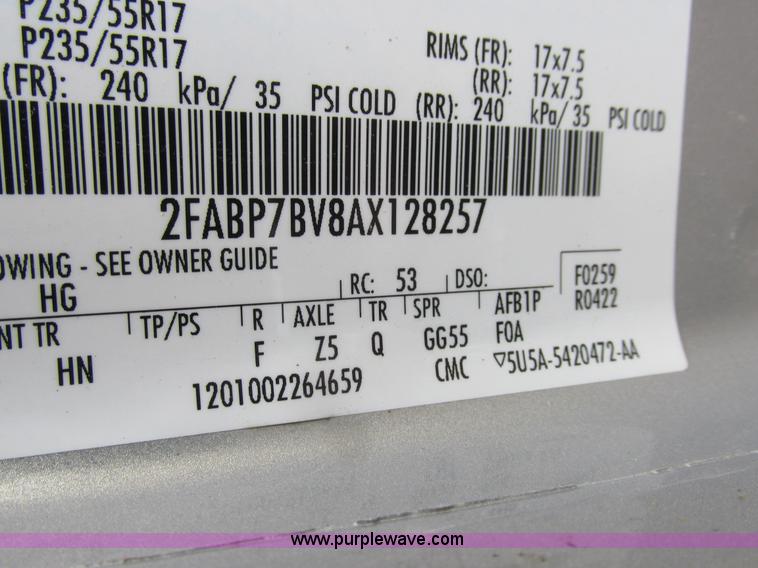 P235/55R17
P235/55R17 RIMS (FR): 17x7.5
(RR): 17x7.5
(FR): 240 kPa/ 35 PSI COLD (RR): 240 kPa/ 35 PSI COLD
2FABP7BV8AX128257
OWING - SEE OWNER GUIDE
HG RC: 53 DSO: F0259
R0422
NT TR TP/PS R AXLE TR SPR AFB1P
HN F Z5 Q GG55 FOA
1201002264659 CMC ▽5U5A-5420472-AA
www.purplewave.com